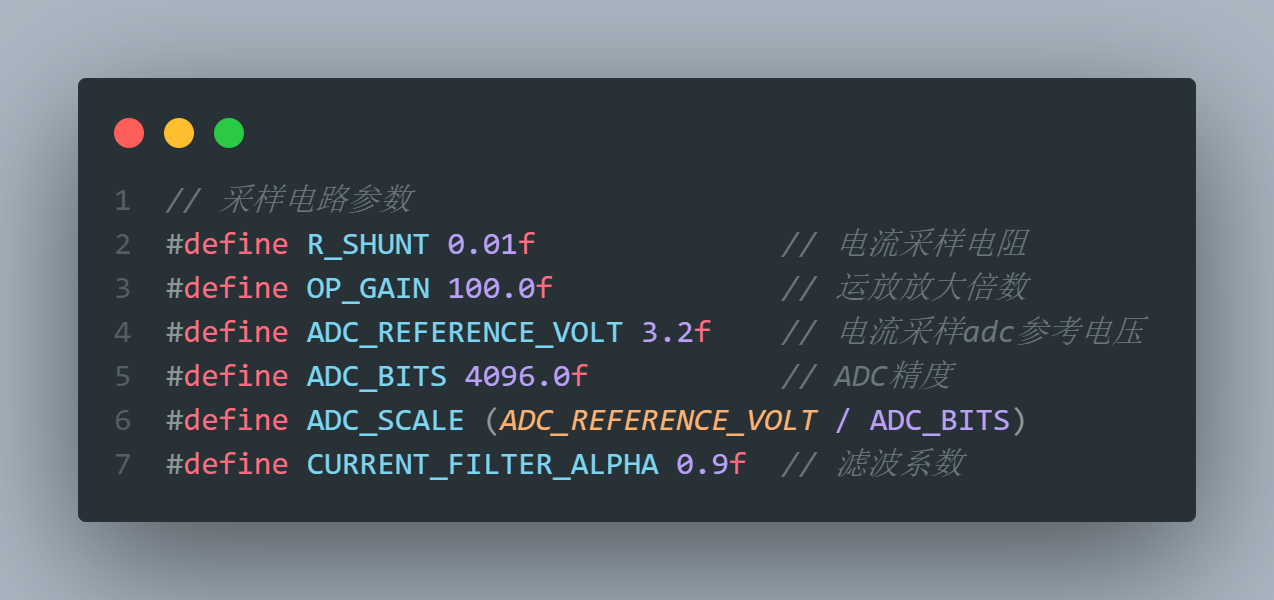 1 // 采样电路参数
2 #define R_SHUNT 0.01f // 电流采样电阻
3 #define OP_GAIN 100.0f // 运放放大倍数
4 #define ADC_REFERENCE_VOLT 3.2f // 电流采样adc参考电压
5 #define ADC_BITS 4096.0f // ADC精度
6 #define ADC_SCALE (ADC_REFERENCE_VOLT / ADC_BITS)
7 #define CURRENT_FILTER_ALPHA 0.9f // 滤波系数